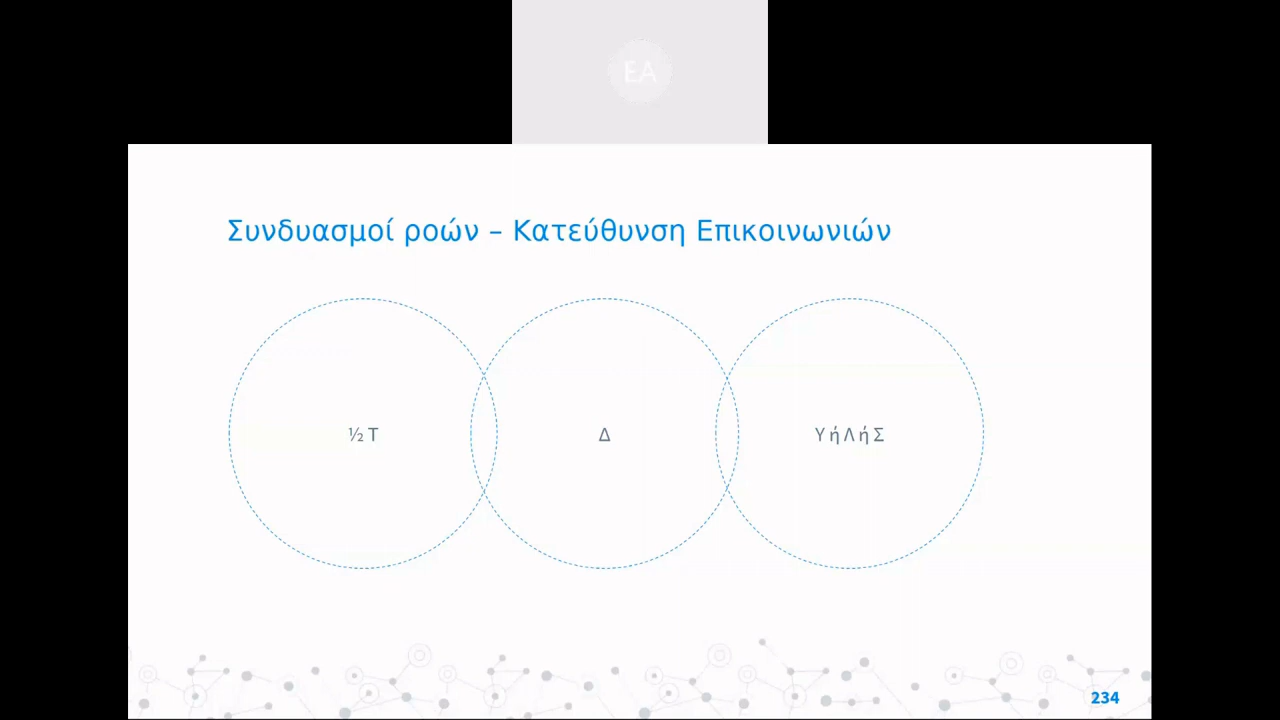 EA
Συνδυασμοί ροών – Κατεύθυνση Επικοινωνιών
½ Τ
Δ
Υ ή Λ ή Σ
234